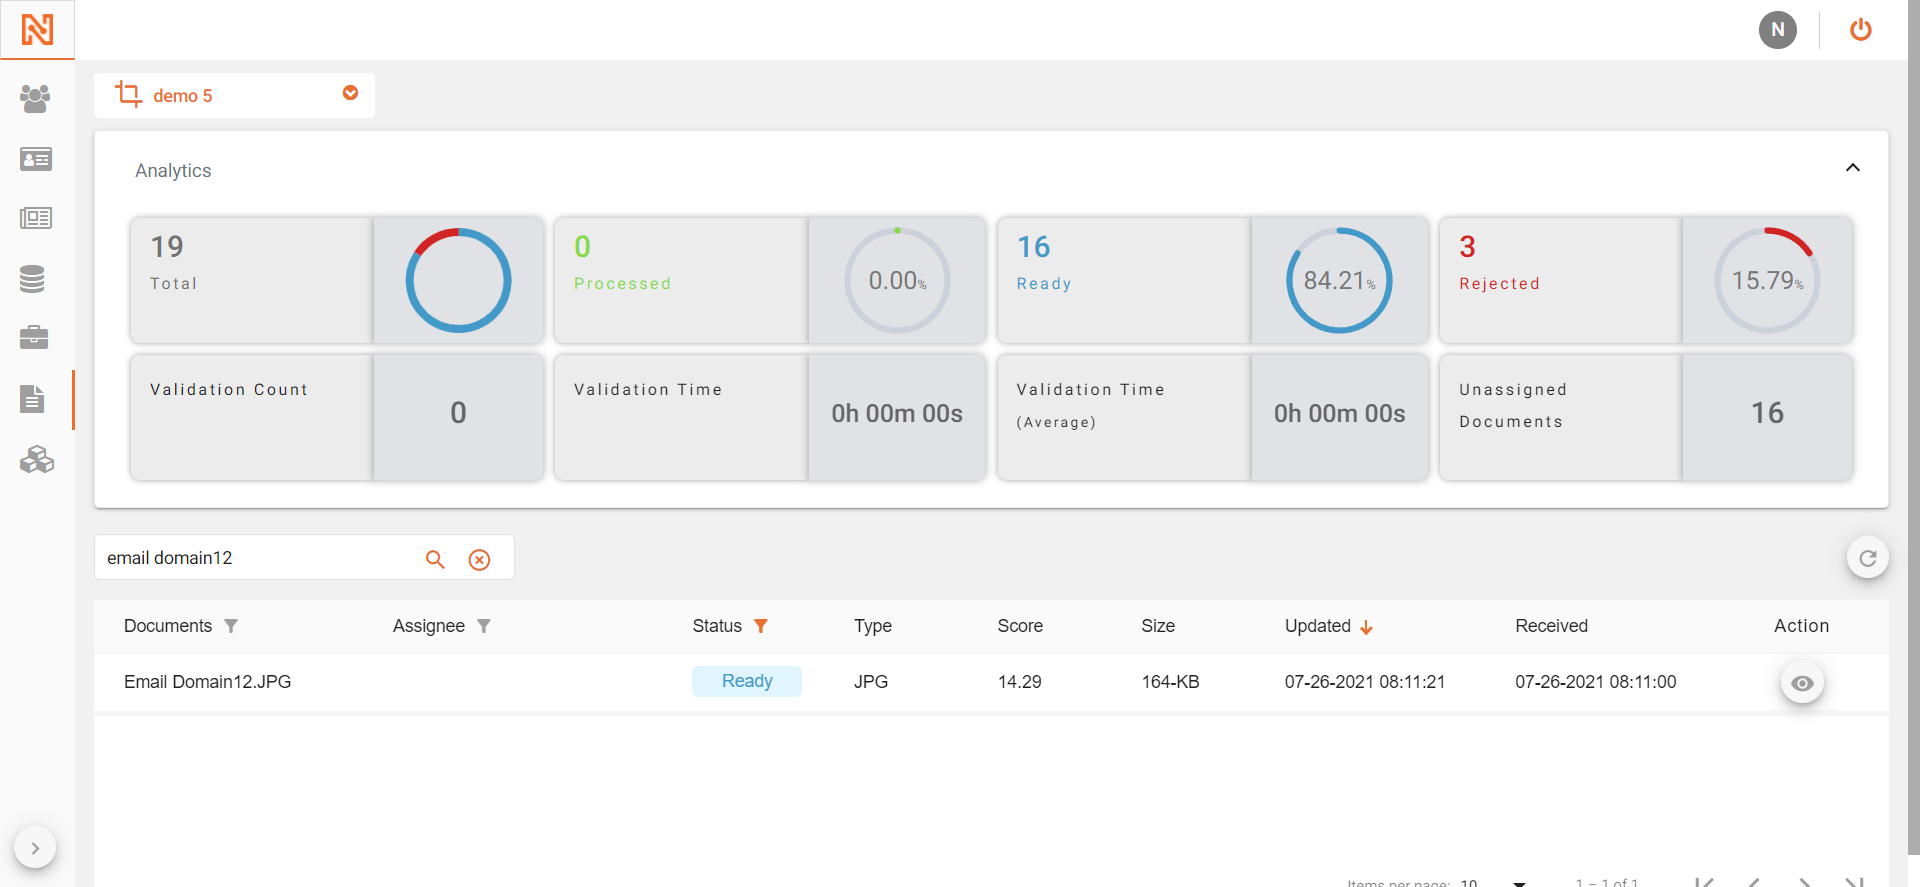 N
demo 5
Analytics
19
Total
0
Processed
0.00%
16
Ready
84.21%
3
Rejected
15.79%
Validation Count
0
Validation Time
0h 00m 00s
Validation Time
(Average)
0h 00m 00s
Unassigned
Documents
16
email domain12
Documents Assignee Status Type Score Size Updated Received Action
Email Domain12.JPG Ready JPG 14.29 164-KB 07-26-2021 08:11:21 07-26-2021 08:11:00
Items per page: 10 1 – 1 of 1